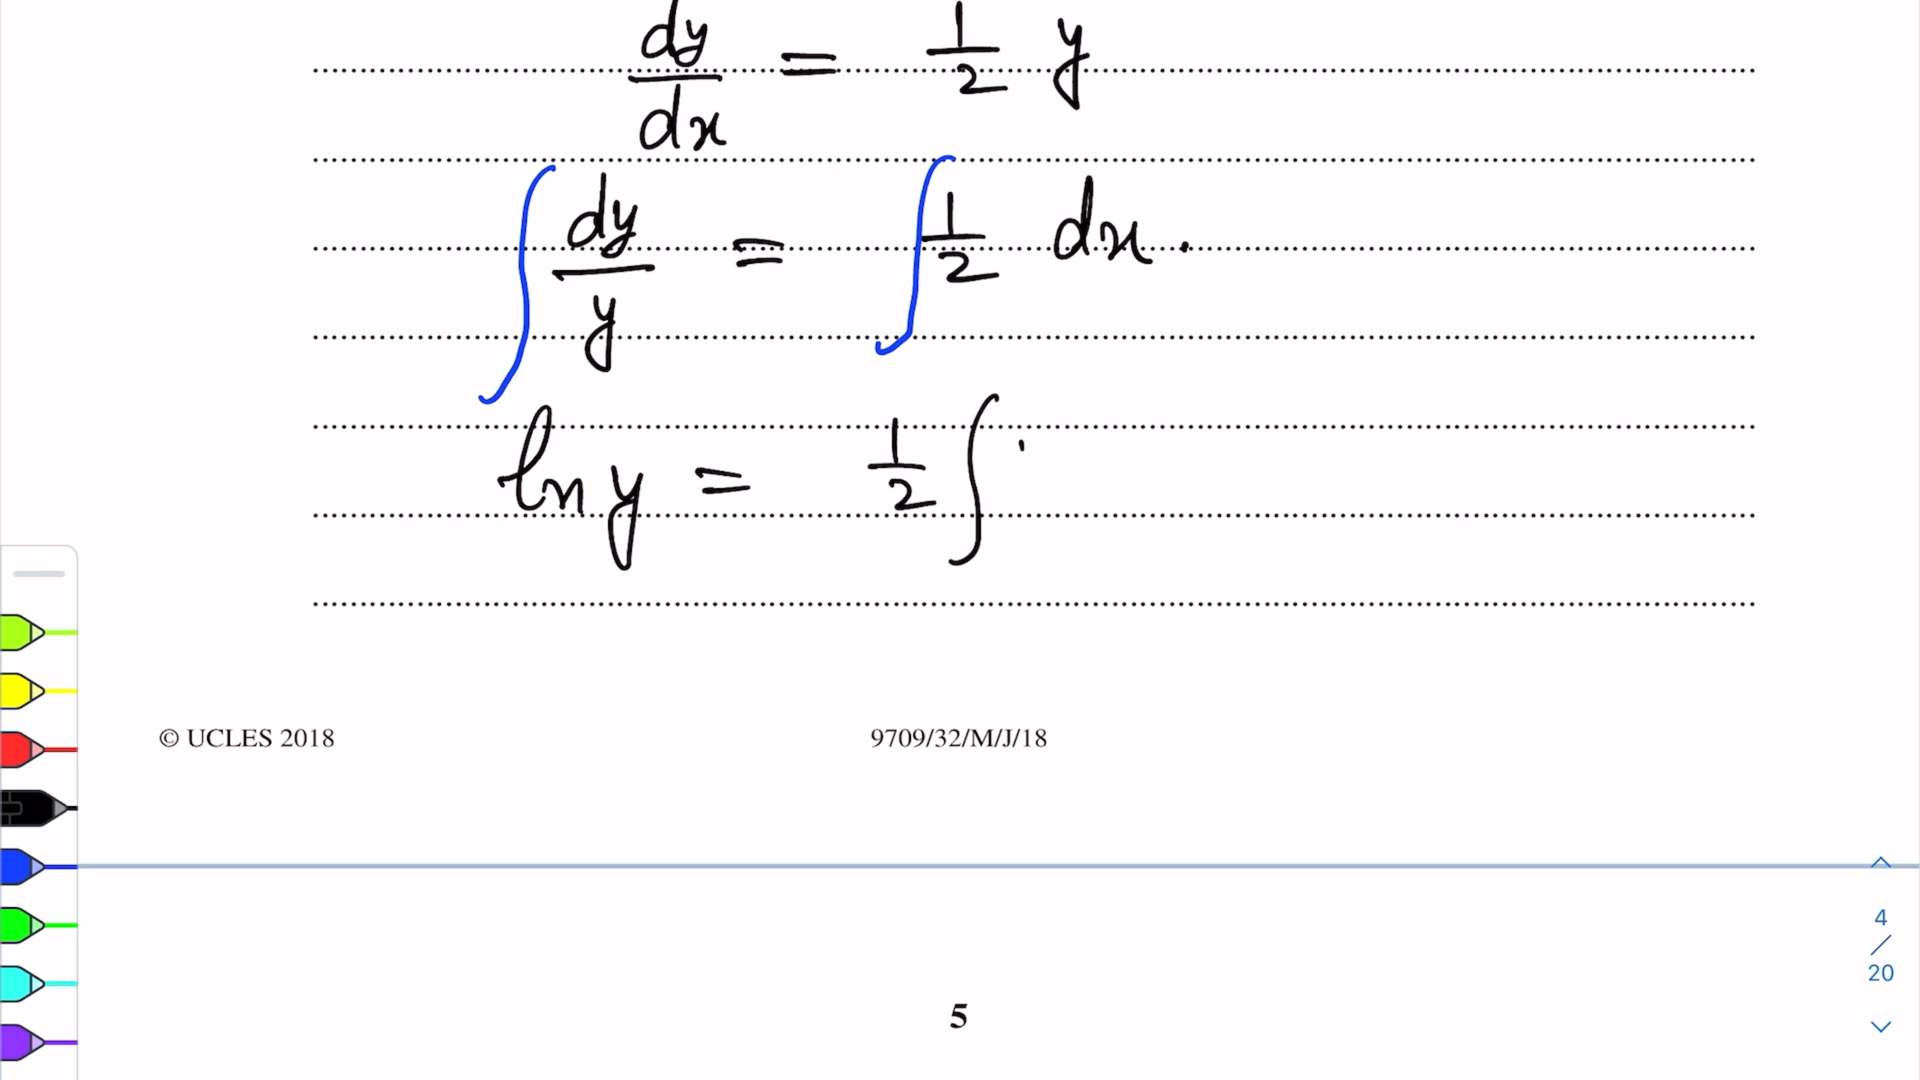 dy/dx = 1/2 y
∫ dy/y = ∫ 1/2 dx.
ln y = 1/2 ∫
© UCLES 2018 9709/32/M/J/18
4
/
20
5